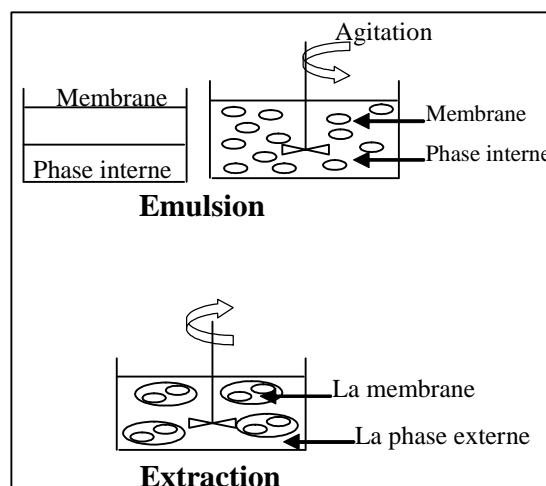 Agitation
Membrane
Membrane
Phase interne
Phase interne
Emulsion
La membrane
La phase externe
Extraction